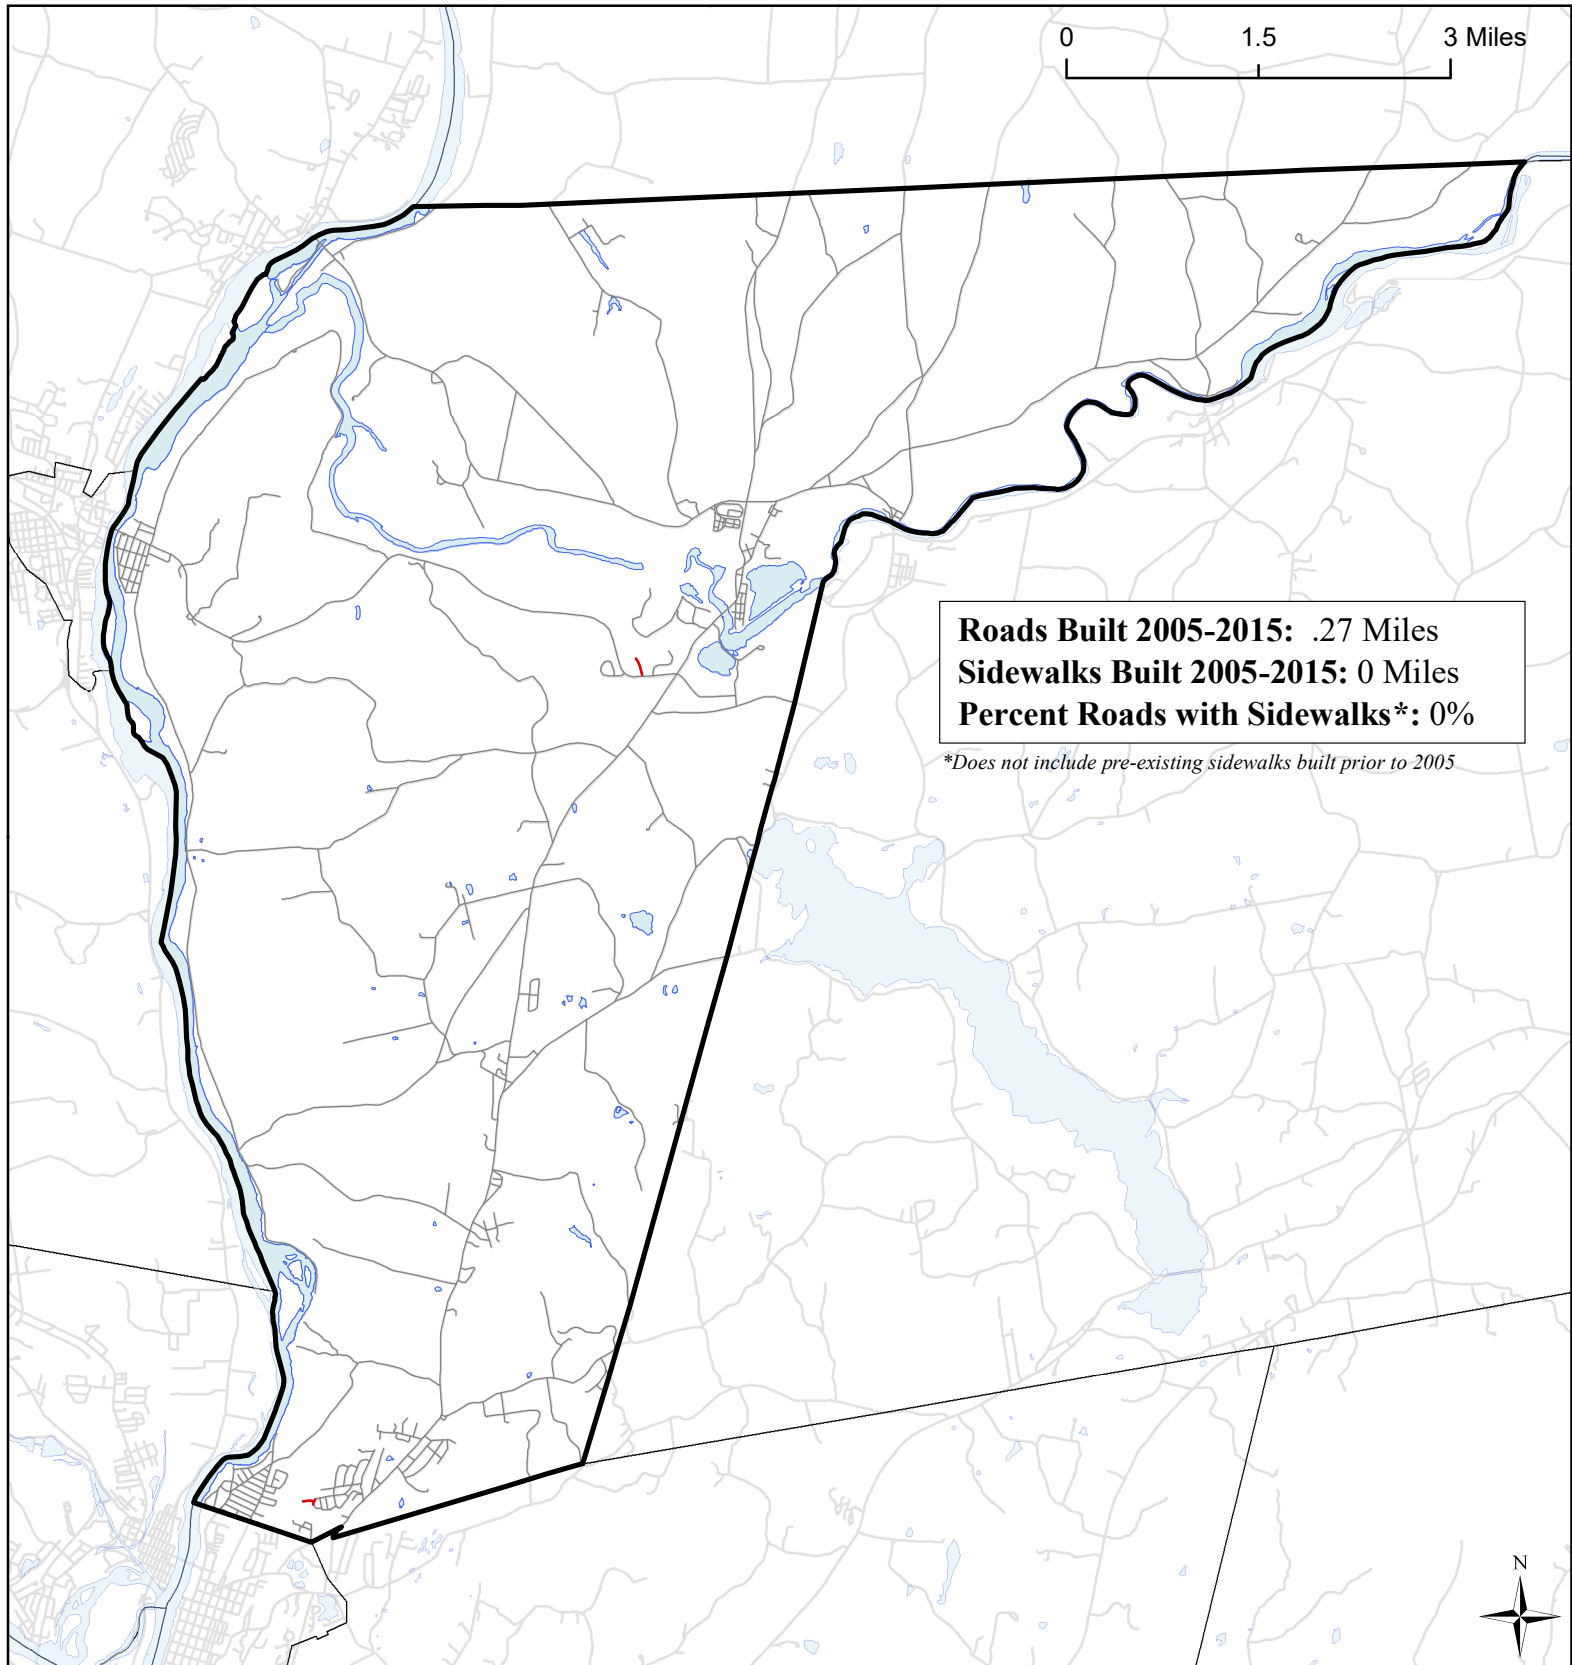 0 1.5 3 Miles
Roads Built 2005-2015: .27 Miles
Sidewalks Built 2005-2015: 0 Miles
Percent Roads with Sidewalks*: 0%
*Does not include pre-existing sidewalks built prior to 2005
N